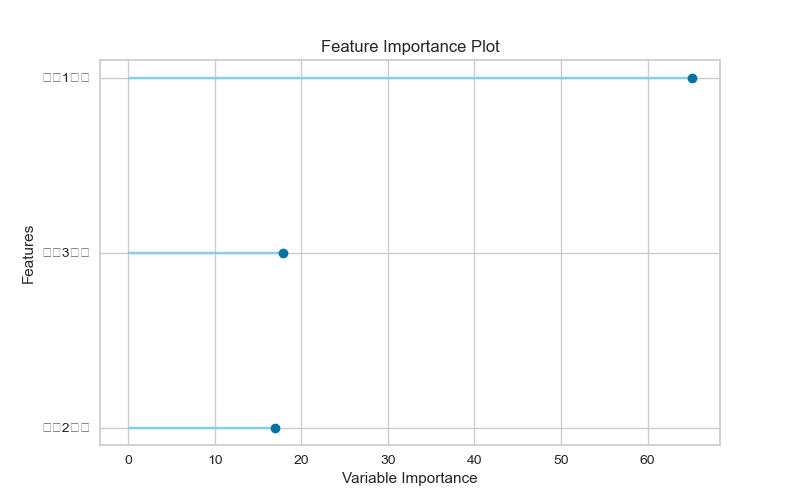 Feature Importance Plot
□□1□□
□□3□□
□□2□□
Features
0 10 20 30 40 50 60
Variable Importance